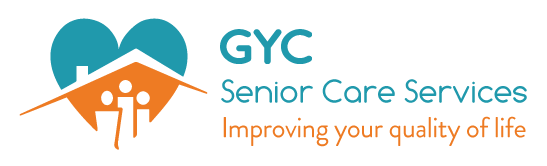 GYC
Senior Care Services
Improving your quality of life